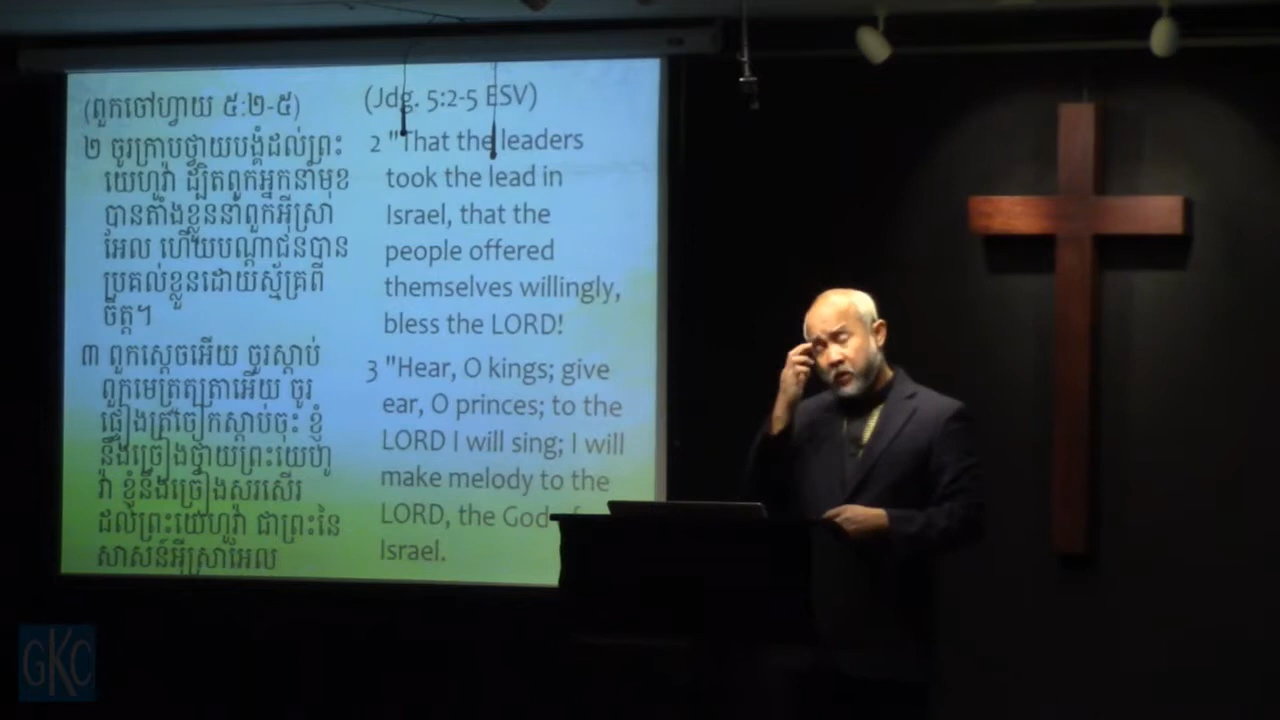 (ពួកចៅហ្វាយ ៥:២-៥)
២ ចូរក្រាបថ្វាយបង្គំដល់ព្រះ
យេហូវ៉ា ដ្បិតពួកអ្នកនាំមុខ
បានតាំងខ្លួននាំពួកអ៊ីស្រា
អែល ហើយបណ្តាជនបាន
ប្រគល់ខ្លួនដោយស្ម័គ្រពី
ចិត្ត។
៣ ពួកស្តេចអើយ ចូរស្តាប់
ពួកមេត្រួតត្រាអើយ ចូរ
ផ្ទៀងត្រចៀកស្តាប់ចុះ ខ្ញុំ
នឹងច្រៀងថ្វាយព្រះយេហូ
វ៉ា ខ្ញុំនឹងច្រៀងសរសើរ
ដល់ព្រះយេហូវ៉ា ជាព្រះនៃ
សាសន៍អ៊ីស្រាអែល
(Jdg. 5:2-5 ESV)
2 "That the leaders
took the lead in
Israel, that the
people offered
themselves willingly,
bless the LORD!
3 "Hear, O kings; give
ear, O princes; to the
LORD I will sing; I will
make melody to the
LORD, the God
Israel.
GKC